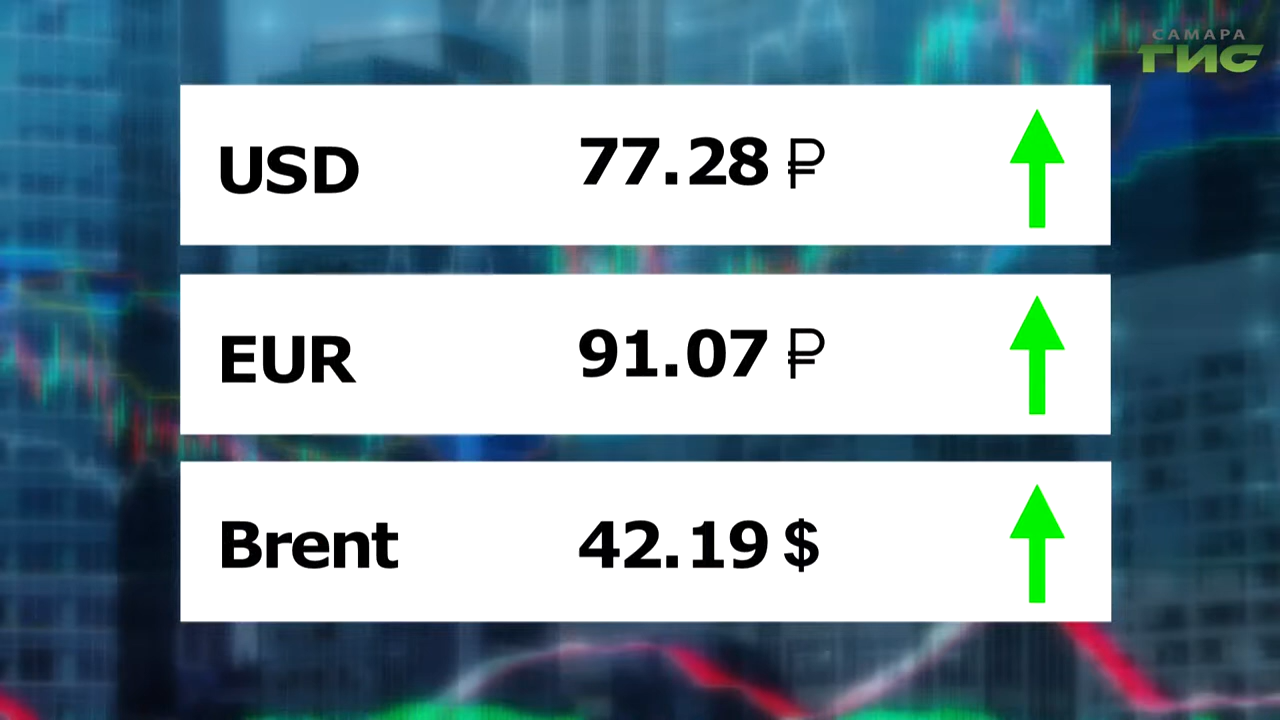 САМАРА
ГИС
USD 77.28 ₽
EUR 91.07 ₽
Brent 42.19 $